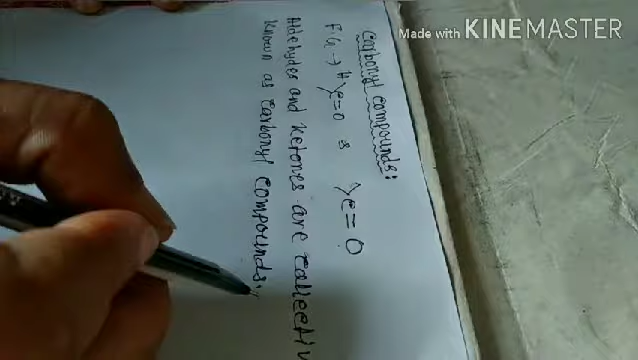 Made with KINEMASTER
Carbonyl compounds:
F.G → H >C=O & >C=O
Aldehydes and ketones are collectiv
known as carbonyl compounds.